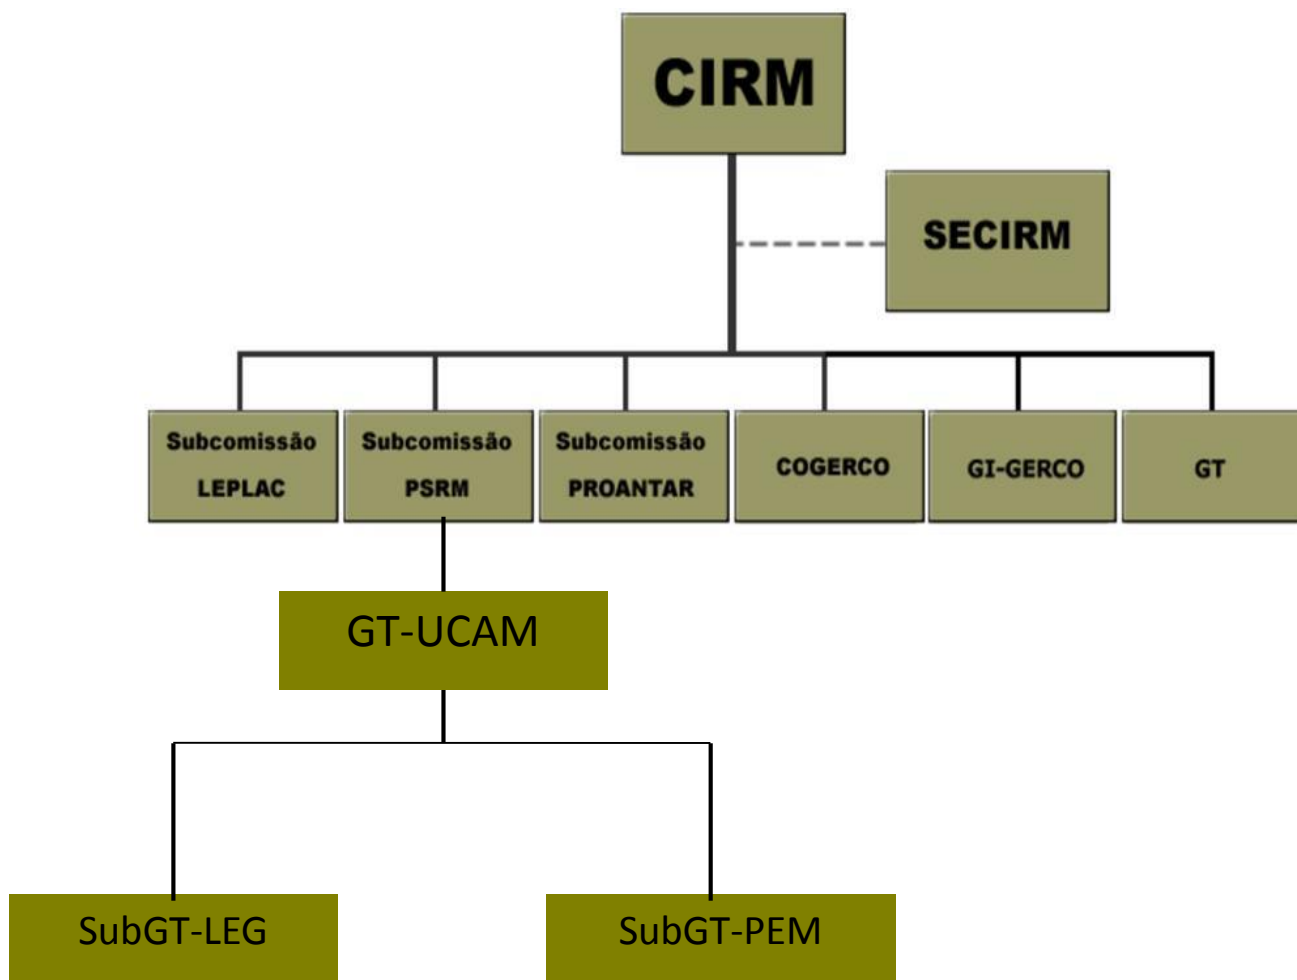 CIRM
SECIRM
Subcomissão
LEPLAC
Subcomissão
PSRM
Subcomissão
PROANTAR
COGERCO
GI-GERCO
GT
GT-UCAM
SubGT-LEG
SubGT-PEM